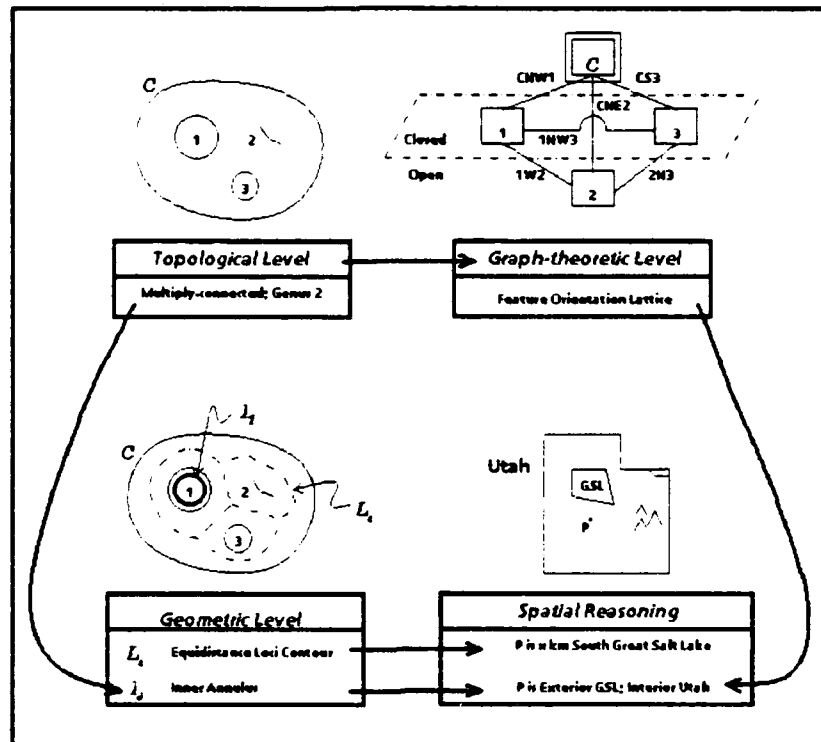 C
1
2
3
C
CNW1
CS3
CNE2
1
3
Closed
1NW3
Open
1W2
2N3
2
Topological Level
Multiply-connected; Genus 2
Graph-theoretic Level
Feature Orientation Lattice
C
1
2
3
Utah
GSL
P
Geometric Level
Equidistance Loci Contour
Inner Annulus
Spatial Reasoning
P is x km South Great Salt Lake
P is Exterior GSL; Interior Utah